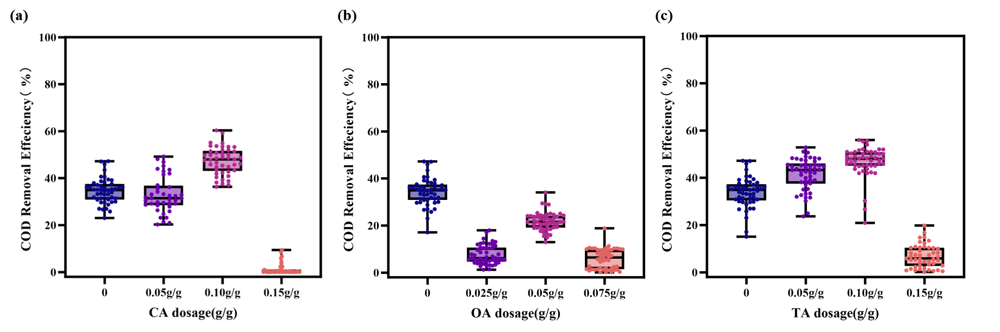 (a)
100
80
60
40
20
0
COD Removal Effeciency( %)
0
0.05g/g
0.10g/g
0.15g/g
CA dosage(g/g)
(b)
100
80
60
40
20
0
COD Removal Effeciency( %)
0
0.025g/g
0.05g/g
0.075g/g
OA dosage(g/g)
(c)
100
80
60
40
20
0
COD Removal Effeciency( %)
0
0.05g/g
0.10g/g
0.15g/g
TA dosage(g/g)